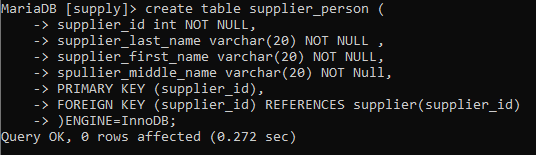 MariaDB [supply]> create table supplier_person (
-> supplier_id int NOT NULL,
-> supplier_last_name varchar(20) NOT NULL ,
-> supplier_first_name varchar(20) NOT NULL,
-> spullier_middle_name varchar(20) NOT Null,
-> PRIMARY KEY (supplier_id),
-> FOREIGN KEY (supplier_id) REFERENCES supplier(supplier_id)
-> )ENGINE=InnoDB;
Query OK, 0 rows affected (0.272 sec)